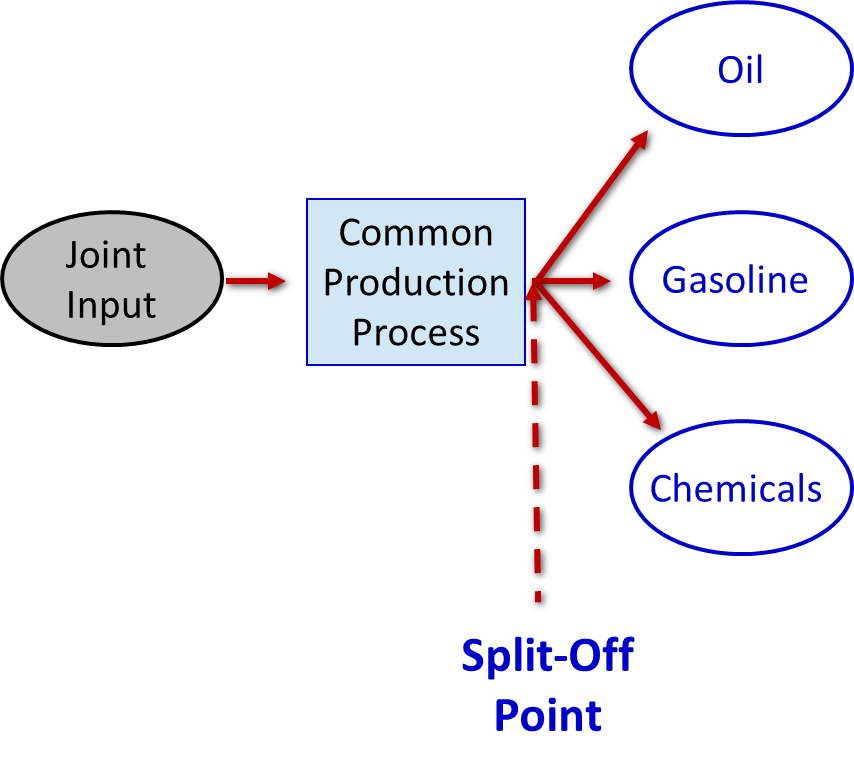 Oil
Joint
Input
Common
Production
Process
Gasoline
Chemicals
Split-Off
Point